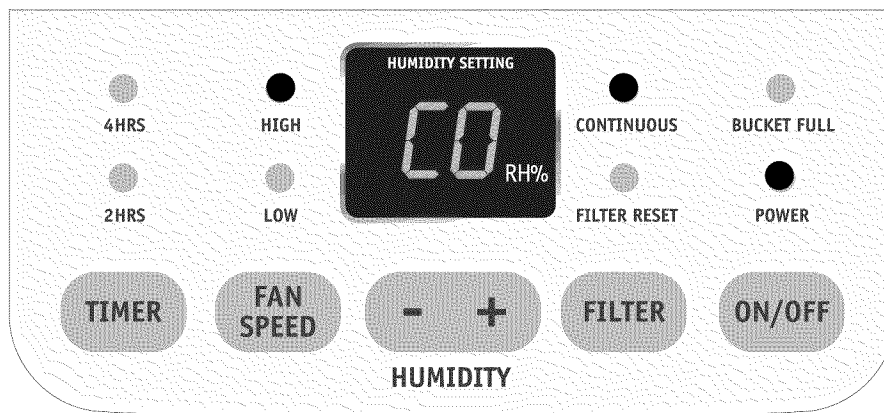 HUMIDITY SETTING
4HRS
HIGH
CO
RH%
CONTINUOUS
BUCKET FULL
2HRS
LOW
FILTER RESET
POWER
TIMER
FAN
SPEED
- +
FILTER
ON/OFF
HUMIDITY